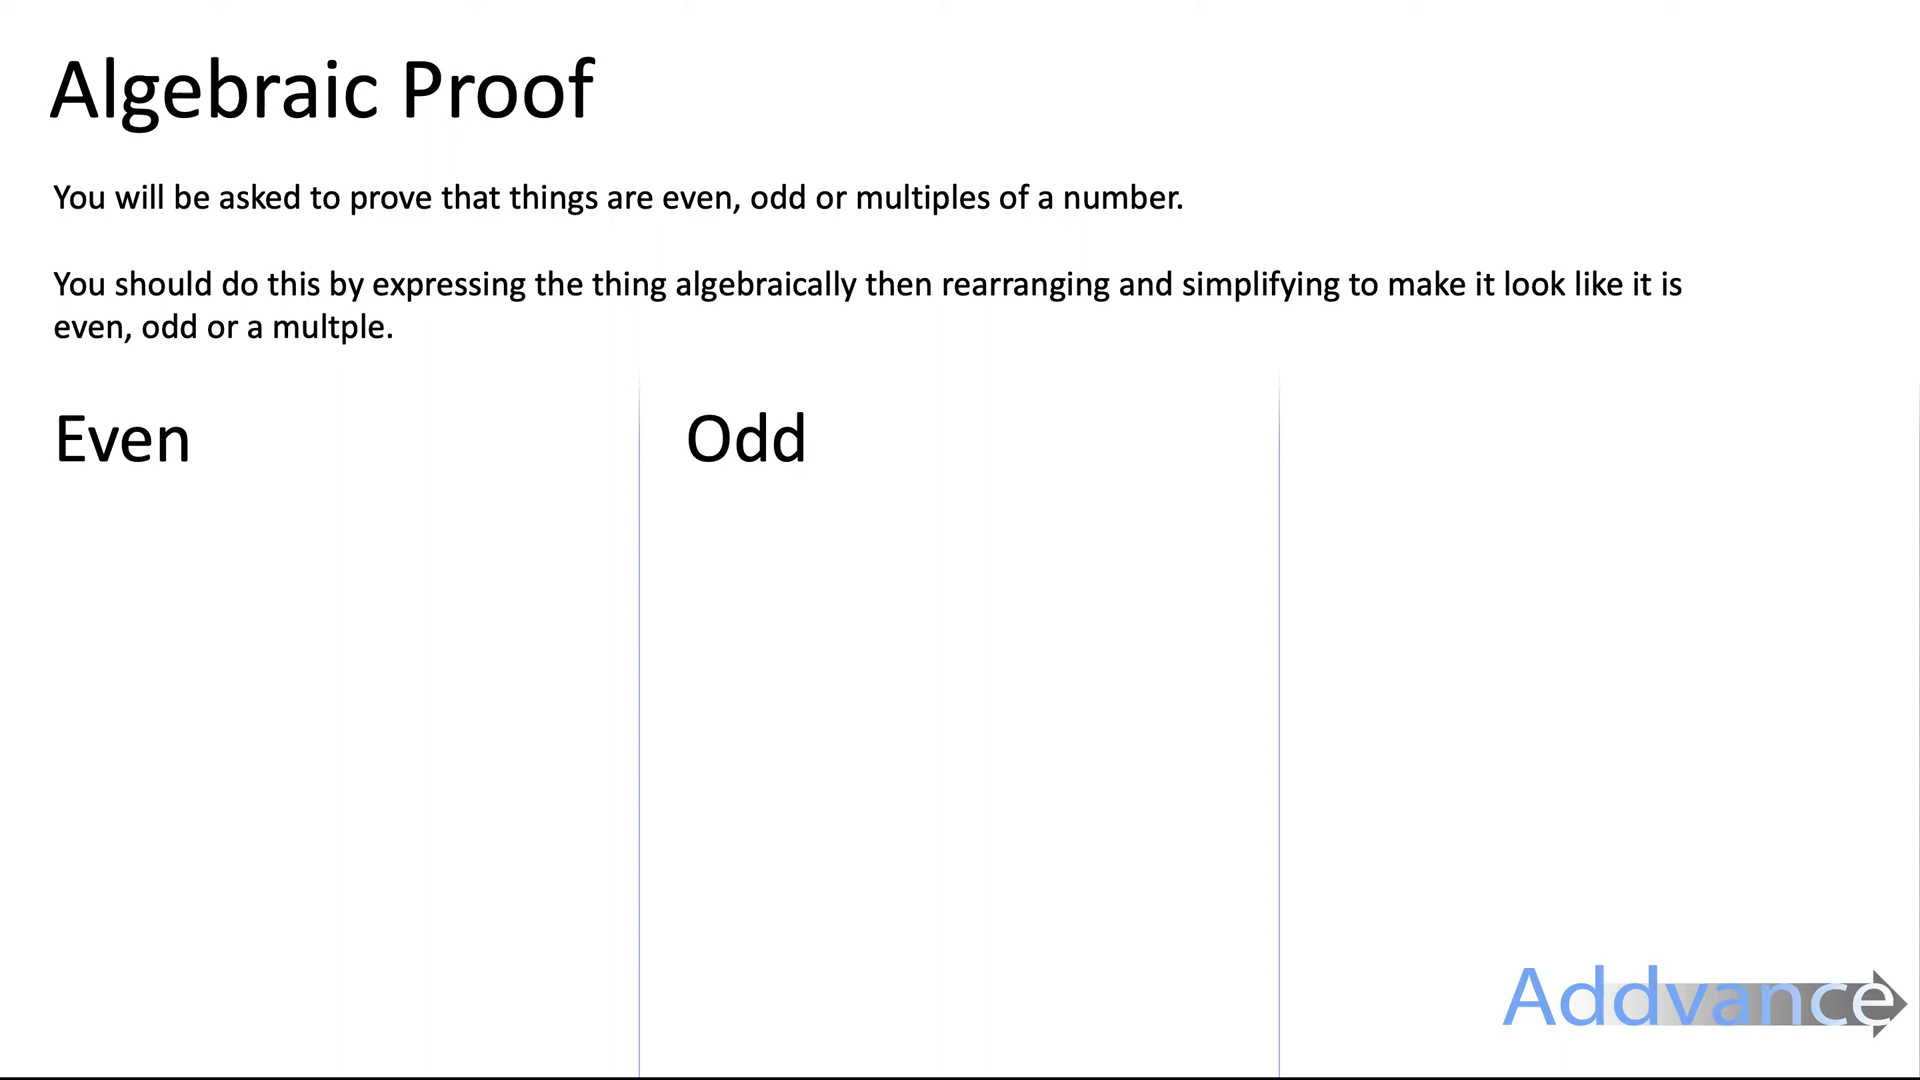 Algebraic Proof
You will be asked to prove that things are even, odd or multiples of a number.
You should do this by expressing the thing algebraically then rearranging and simplifying to make it look like it is
even, odd or a multple.
Even
Odd
Addvance